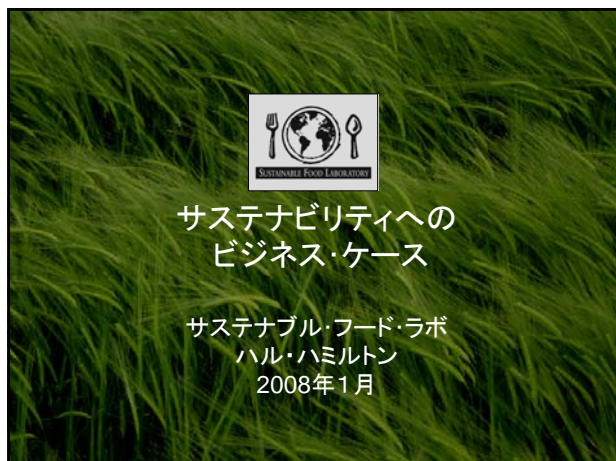 SUSTAINABLE FOOD LABORATORY
サステナビリティへの
ビジネス・ケース
サステナブル・フード・ラボ
ハル・ハミルトン
2008年1月